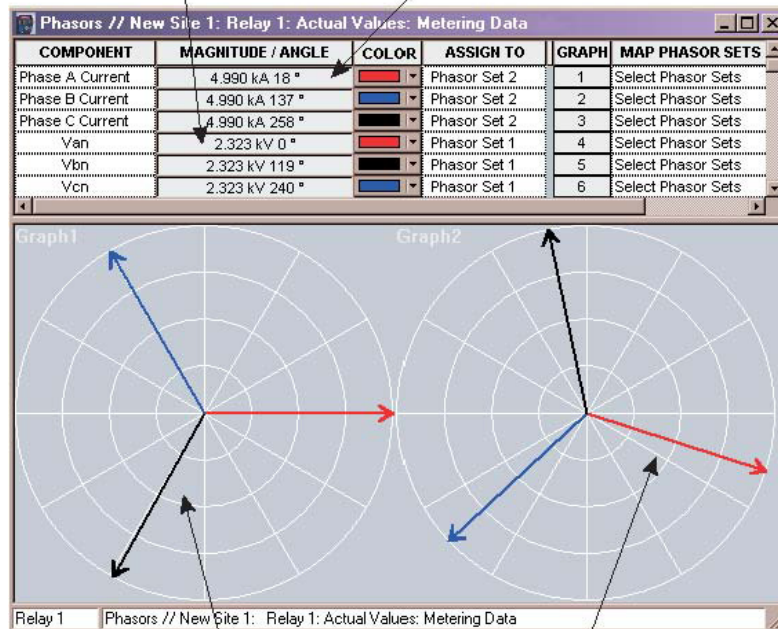 Phasors // New Site 1: Relay 1: Actual Values: Metering Data
COMPONENT MAGNITUDE / ANGLE COLOR ASSIGN TO GRAPH MAP PHASOR SETS
Phase A Current 4.990 kA 18 ° Phasor Set 2 1 Select Phasor Sets
Phase B Current 4.990 kA 137 ° Phasor Set 2 2 Select Phasor Sets
Phase C Current 4.990 kA 258 ° Phasor Set 2 3 Select Phasor Sets
Van 2.323 kV 0 ° Phasor Set 1 4 Select Phasor Sets
Vbn 2.323 kV 119 ° Phasor Set 1 5 Select Phasor Sets
Vcn 2.323 kV 240 ° Phasor Set 1 6 Select Phasor Sets
Graph1 Graph2
Relay 1 Phasors // New Site 1: Relay 1: Actual Values: Metering Data